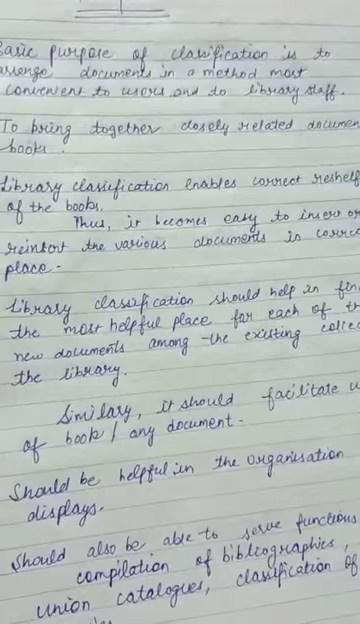 Basic purpose of classification is to
arrange documents in a method most
convenient to users and to library staff.
To bring together closely related documen
books.
Library classification enables correct reshelf
of the books.
Thus, it becomes easy to insert or
reinsort the various documents in correc
place-
Library classification should help in fin
the most helpful place for each of th
new documents among the existing collec
the library.
Similary, it should facilitate u
of book / any document.
Should be helpful in the organisation
displays.
Should also be able to serve functions
compilation of biblographies,
union catalogues, classification of